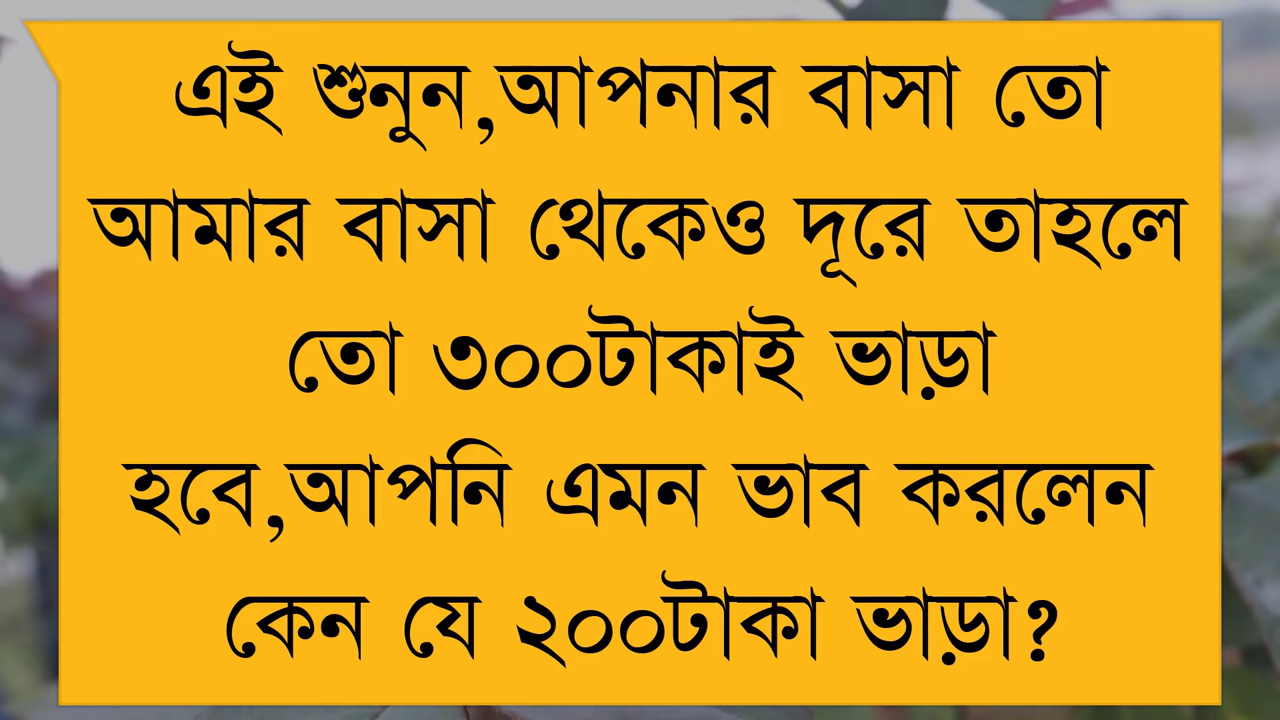 এই শুনুন,আপনার বাসা তো
আমার বাসা থেকেও দূরে তাহলে
তো ৩০০টাকাই ভাড়া
হবে,আপনি এমন ভাব করলেন
কেন যে ২০০টাকা ভাড়া?